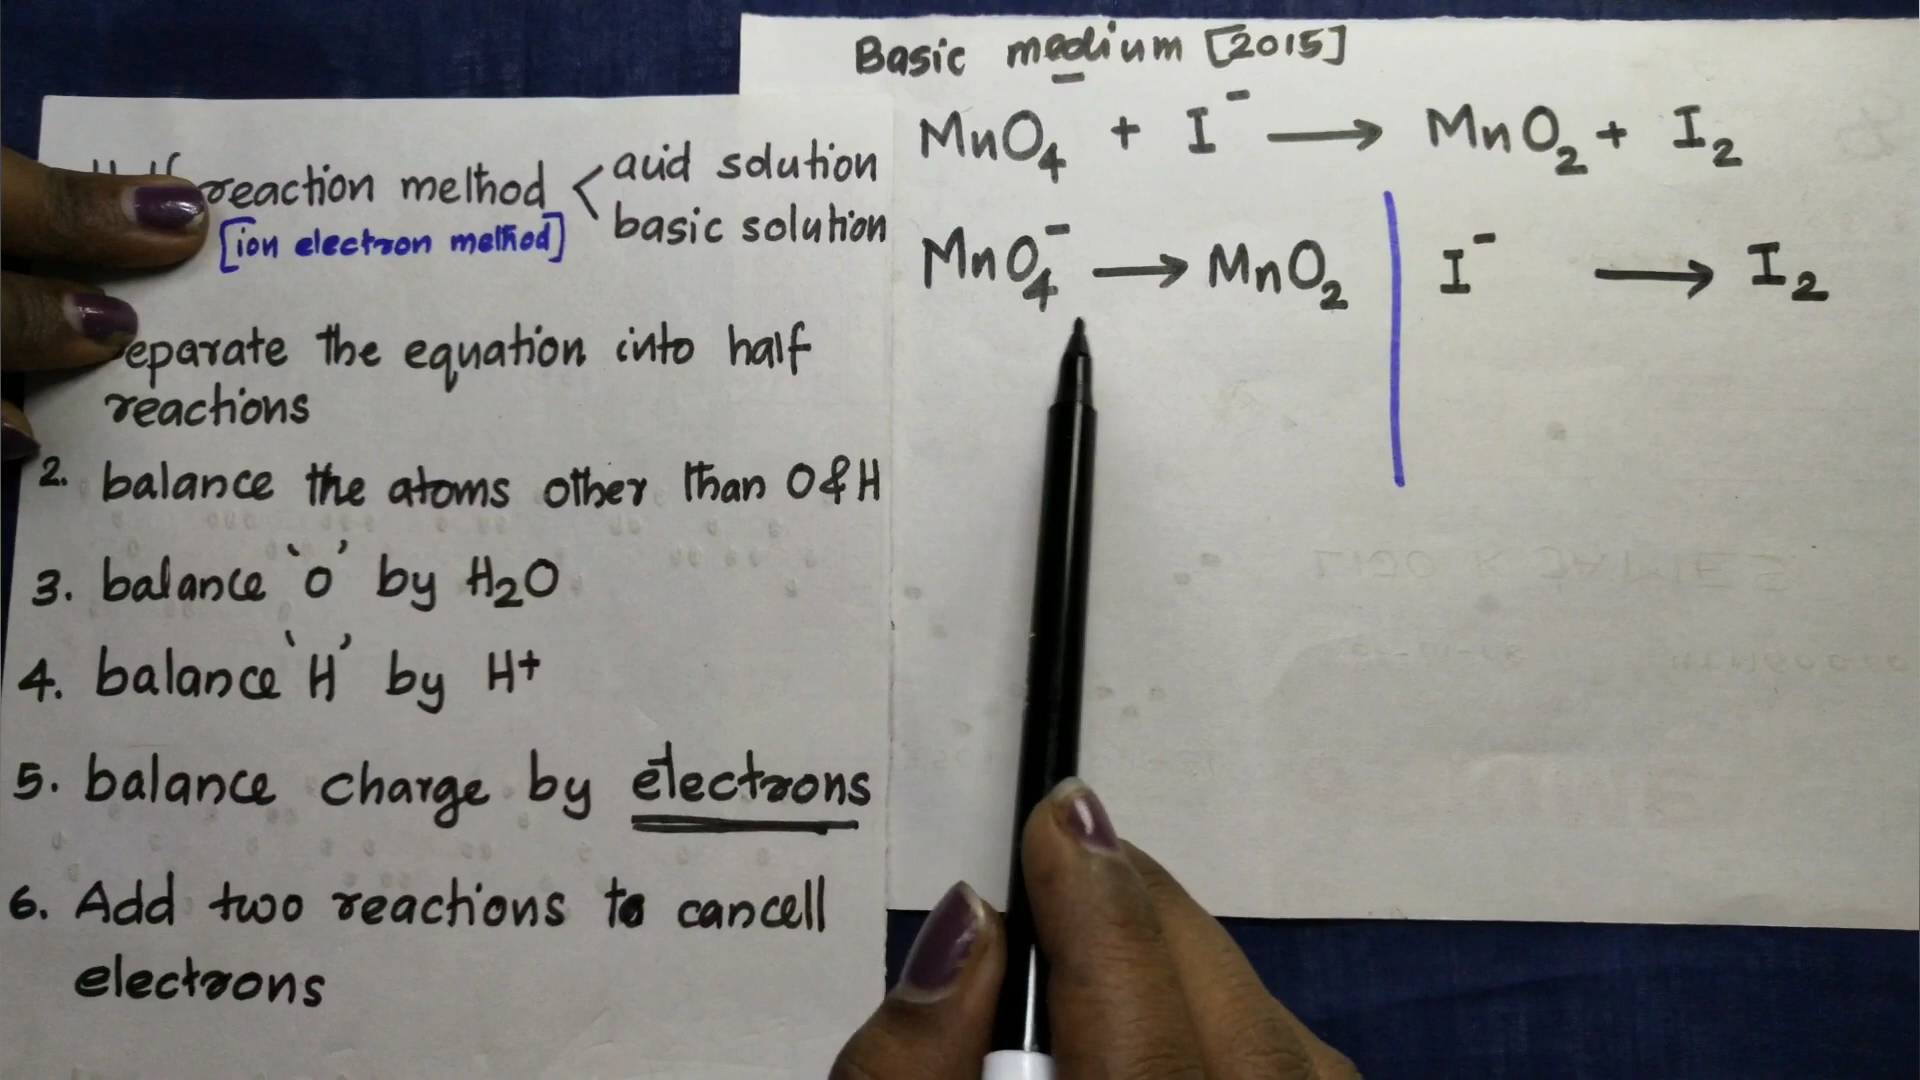 reaction method < acid solution
basic solution
[ion electron method]
eparate the equation into half
reactions
2. balance the atoms other than O & H
3. balance 'O' by H₂O
4. balance 'H' by H+
5. balance charge by electrons
6. Add two reactions to cancell
electrons
Basic medium [2015]
MnO₄⁻ + I⁻ ⟶ MnO₂ + I₂
MnO₄⁻ ⟶ MnO₂ | I⁻ ⟶ I₂